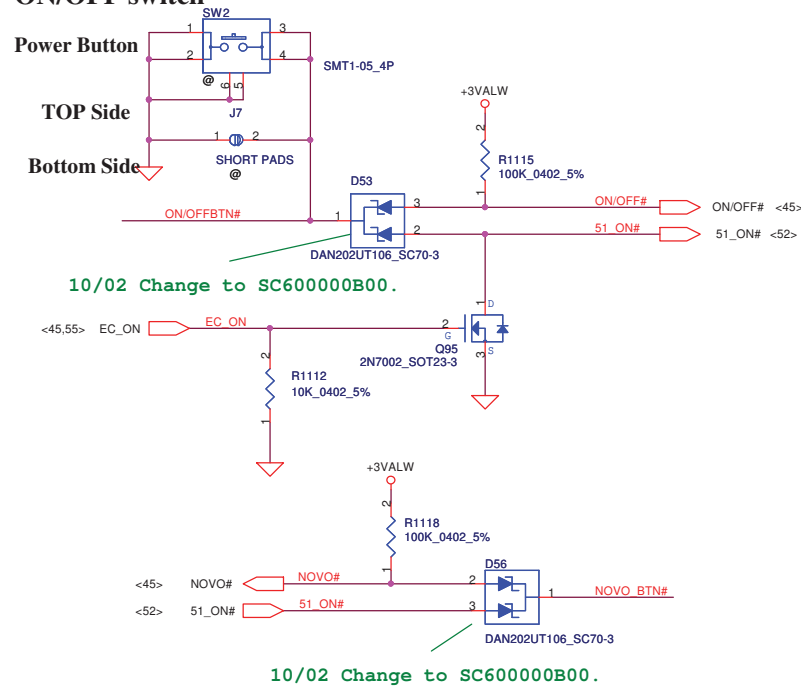 ON/OFF switch
SW2
Power Button
1
3
2
4
SMT1-05_4P
@
6
5
TOP Side
J7
+3VALW
1
2
2
Bottom Side
SHORT PADS
@
R1115
100K_0402_5%
1
D53
ON/OFFBTN#
1
3
ON/OFF#
ON/OFF# <45>
2
51_ON#
51_ON# <52>
DAN202UT106_SC70-3
10/02 Change to SC600000B00.
1
D
<45,55> EC_ON
EC_ON
2
G
Q95
2N7002_SOT23-3
3
S
2
R1112
10K_0402_5%
1
+3VALW
2
R1118
100K_0402_5%
1
D56
<45> NOVO#
NOVO#
2
1
NOVO_BTN#
<52> 51_ON#
51_ON#
3
DAN202UT106_SC70-3
10/02 Change to SC600000B00.